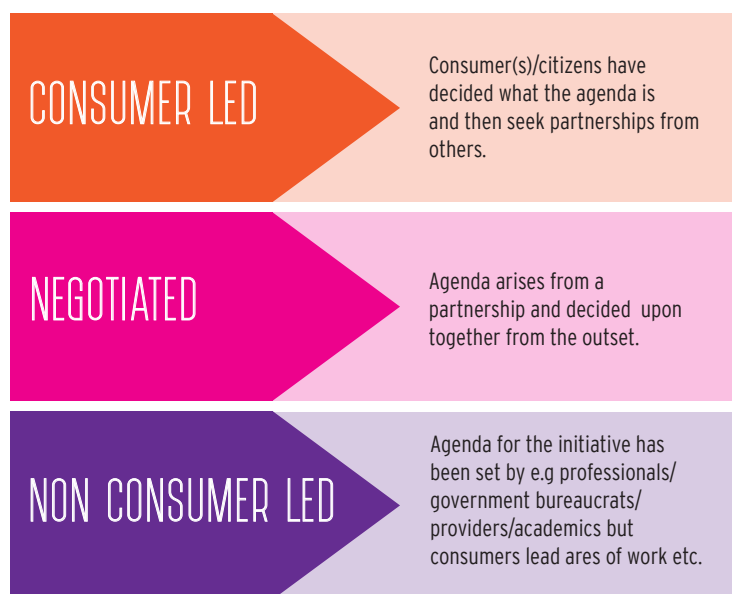 CONSUMER LED
Consumer(s)/citizens have
decided what the agenda is
and then seek partnerships from
others.
NEGOTIATED
Agenda arises from a
partnership and decided  upon
together from the outset.
NON CONSUMER LED
Agenda for the initiative has
been set by e.g professionals/
government bureaucrats/
providers/academics but
consumers lead ares of work etc.